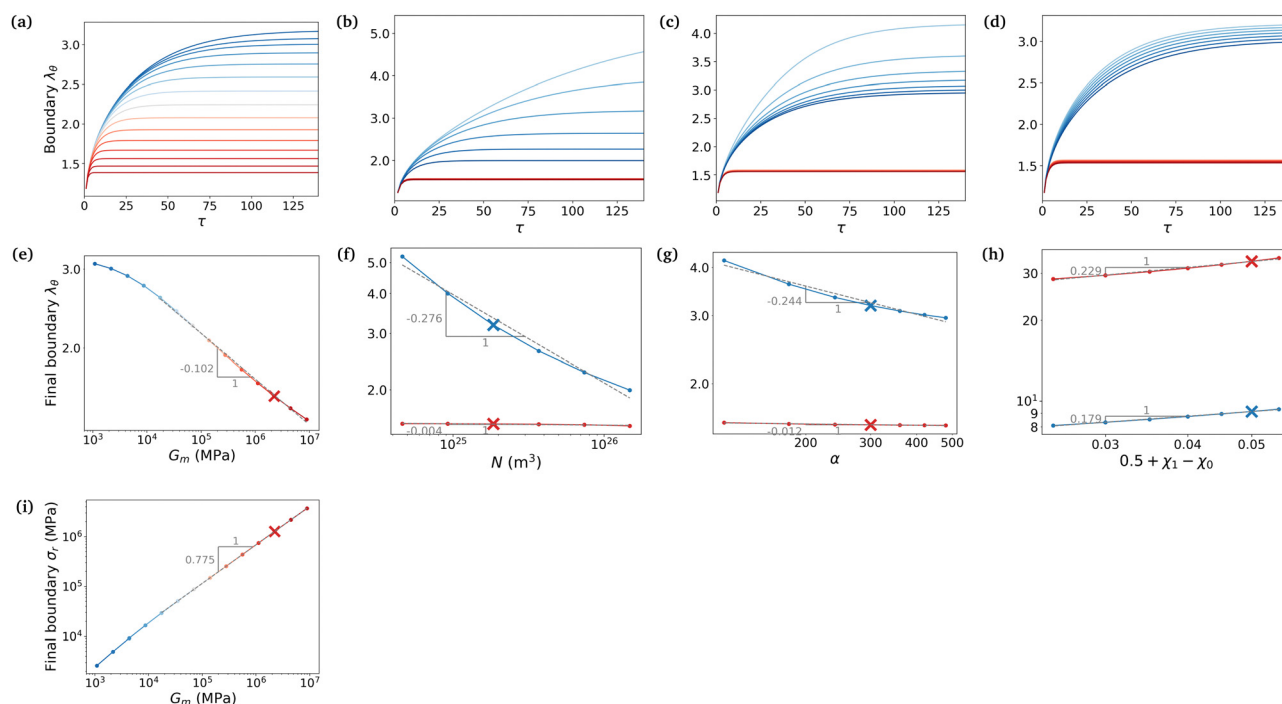 (a)
Boundary λθ
3.0
2.5
2.0
1.5
0 25 50 75 100 125
τ
(b)
5.0
4.0
3.0
2.0
0 25 50 75 100 125
τ
(c)
4.0
3.5
3.0
2.5
2.0
1.5
0 25 50 75 100 125
τ
(d)
3.0
2.5
2.0
1.5
0 25 50 75 100 125
τ
(e)
Final boundary λθ
3.0
2.0
-0.102
1
10³ 10⁴ 10⁵ 10⁶ 10⁷
Gm (MPa)
(f)
5.0
4.0
3.0
2.0
-0.276
1
-0.004
1
10²⁵ 10²⁶
N (m³)
(g)
4.0
3.0
2.0
-0.244
1
-0.012
1
200 300 400 500
α
(h)
30
20
10¹
9
8
0.229
1
0.179
1
0.03 0.04 0.05
0.5 + χ₁ − χ₀
(i)
Final boundary σr (MPa)
10⁶
10⁵
10⁴
0.775
1
10³ 10⁴ 10⁵ 10⁶ 10⁷
Gm (MPa)